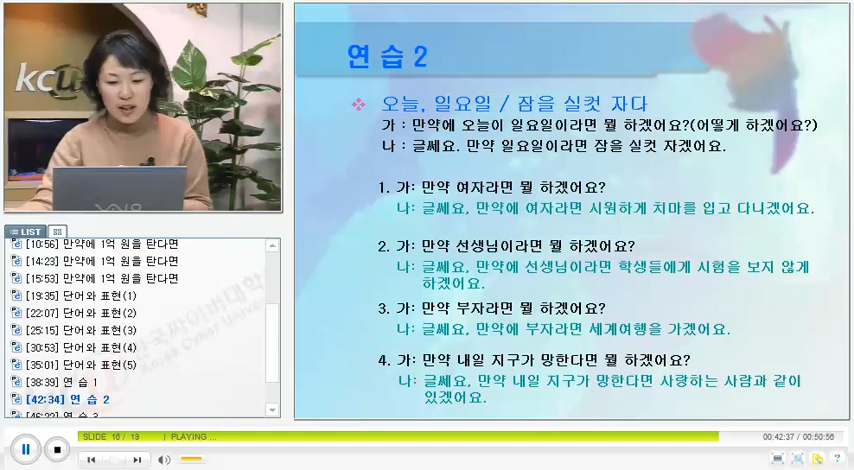 kcu
VAIO
연 습 2
오늘, 일요일 / 잠을 실컷 자다
가 : 만약에 오늘이 일요일이라면 뭘 하겠어요?(어떻게 하겠어요?)
나 : 글쎄요. 만약 일요일이라면 잠을 실컷 자겠어요.
1. 가: 만약 여자라면 뭘 하겠어요?
나: 글쎄요, 만약에 여자라면 시원하게 치마를 입고 다니겠어요.
2. 가: 만약 선생님이라면 뭘 하겠어요?
나: 글쎄요, 만약에 선생님이라면 학생들에게 시험을 보지 않게
하겠어요.
3. 가: 만약 부자라면 뭘 하겠어요?
나: 글쎄요, 만약에 부자라면 세계여행을 가겠어요.
4. 가: 만약 내일 지구가 망한다면 뭘 하겠어요?
나: 글쎄요, 만약 내일 지구가 망한다면 사랑하는 사람과 같이
있겠어요.
LIST
[10:56] 만약에 1억 원을 탄다면
[14:23] 만약에 1억 원을 탄다면
[15:53] 만약에 1억 원을 탄다면
[19:35] 단어와 표현(1)
[22:07] 단어와 표현(2)
[25:15] 단어와 표현(3)
[30:53] 단어와 표현(4)
[35:01] 단어와 표현(5)
[38:39] 연 습 1
[42:34] 연 습 2
[46:22] 연 습 3
SLIDE 16 / 19 | PLAYING ...
00:42:37 / 00:50:56